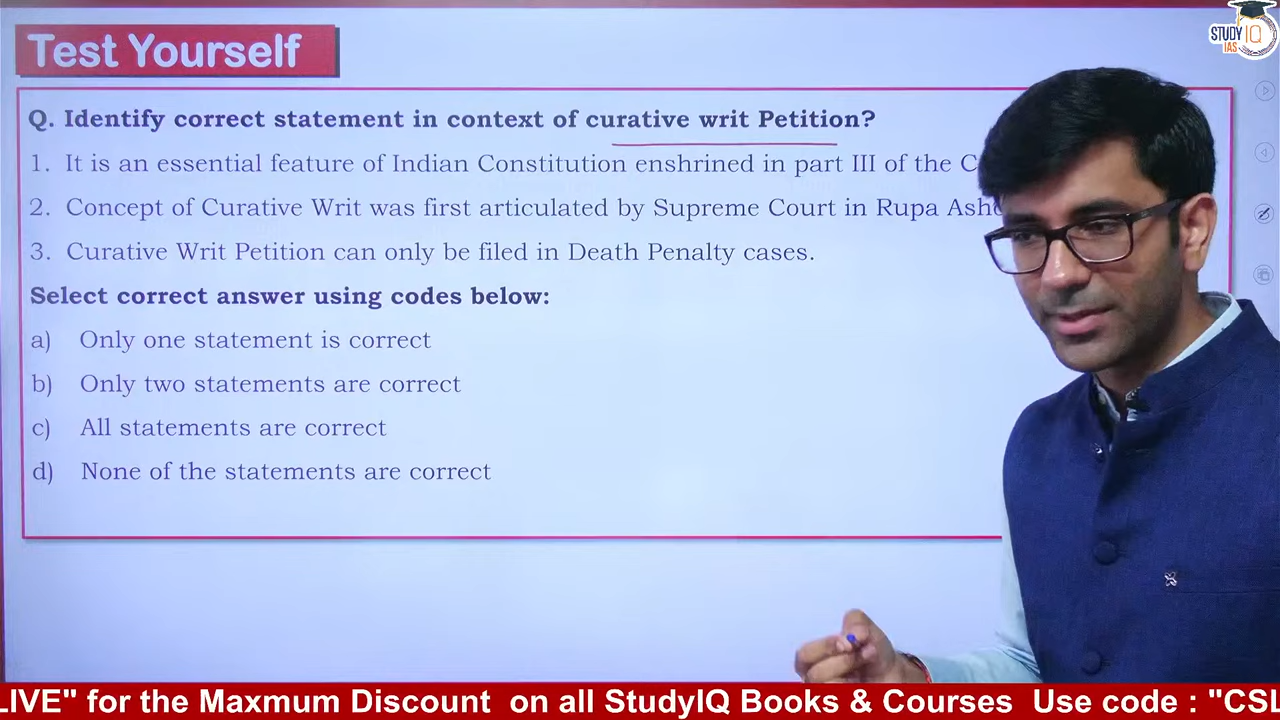 Test Yourself
STUDY IQ
IAS
Q. Identify correct statement in context of curative writ Petition?
1. It is an essential feature of Indian Constitution enshrined in part III of the
2. Concept of Curative Writ was first articulated by Supreme Court in Rupa
3. Curative Writ Petition can only be filed in Death Penalty cases.
Select correct answer using codes below:
a) Only one statement is correct
b) Only two statements are correct
c) All statements are correct
d) None of the statements are correct
LIVE" for the Maxmum Discount on all StudyIQ Books & Courses Use code : "CSL